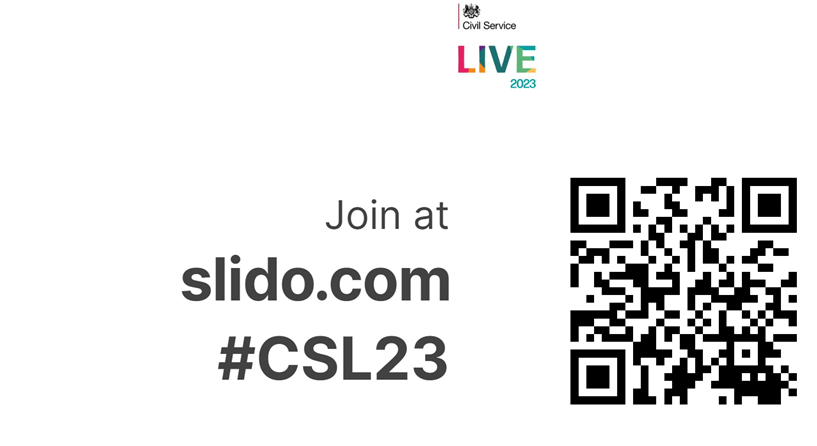 Civil Service
LIVE
2023
Join at
slido.com
#CSL23